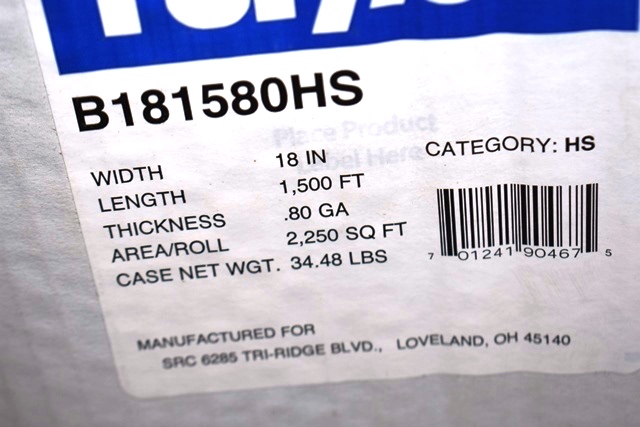 B181580HS
Place Product
Label Here
WIDTH 18 IN
LENGTH 1,500 FT
THICKNESS .80 GA
AREA/ROLL 2,250 SQ FT
CASE NET WGT. 34.48 LBS
CATEGORY: HS
7 01241 90467 5
MANUFACTURED FOR
SRC 6285 TRI-RIDGE BLVD., LOVELAND, OH 45140